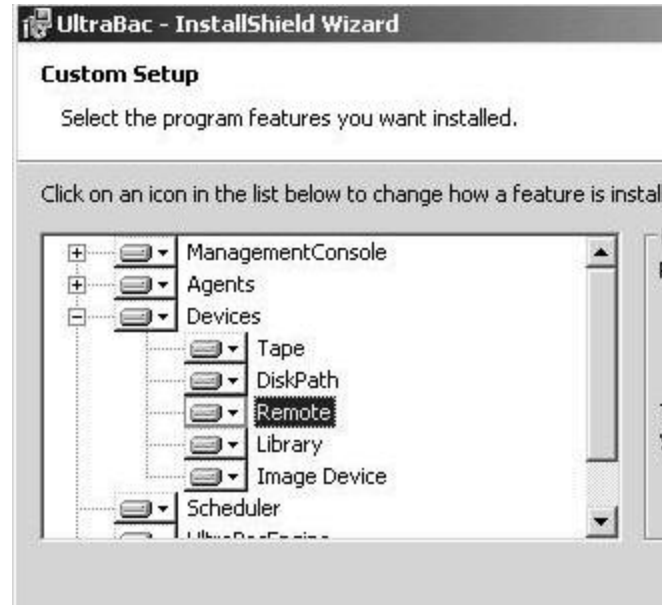 UltraBac - InstallShield Wizard
Custom Setup
Select the program features you want installed.
Click on an icon in the list below to change how a feature is instal
ManagementConsole
Agents
Devices
Tape
DiskPath
Remote
Library
Image Device
Scheduler
UltraBacEngine